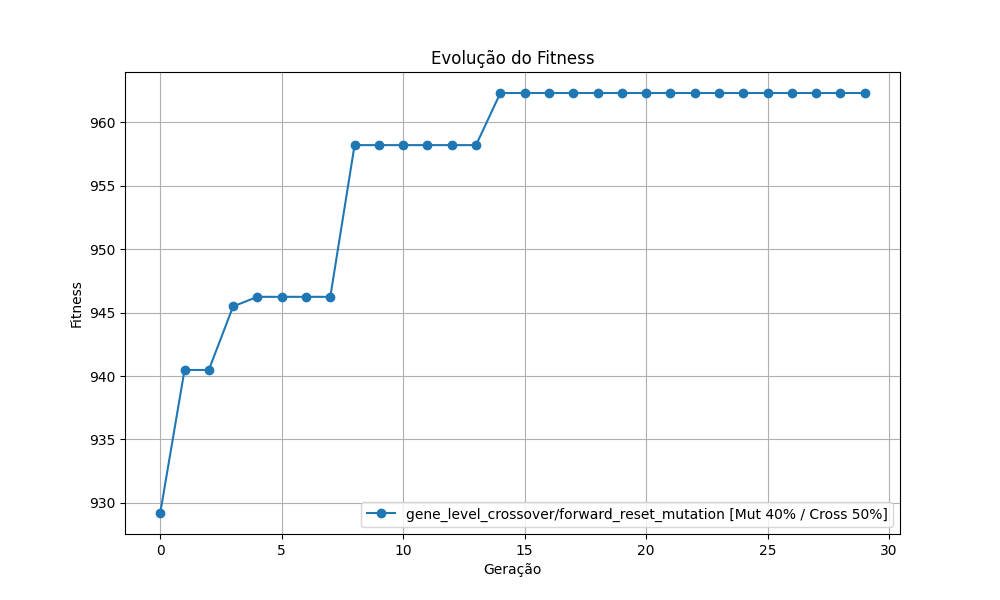 Evolução do Fitness
Fitness
960
955
950
945
940
935
930
gene_level_crossover/forward_reset_mutation [Mut 40% / Cross 50%]
0 5 10 15 20 25 30
Geração